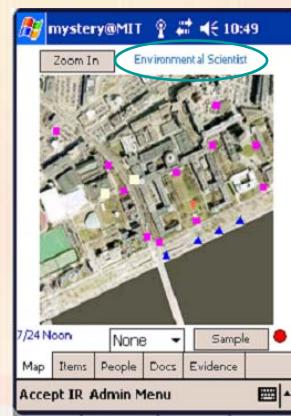 mystery@MIT 10:49
Zoom In Environmental Scientist
7/24 Noon None Sample
Map Items People Docs Evidence
Accept IR Admin Menu